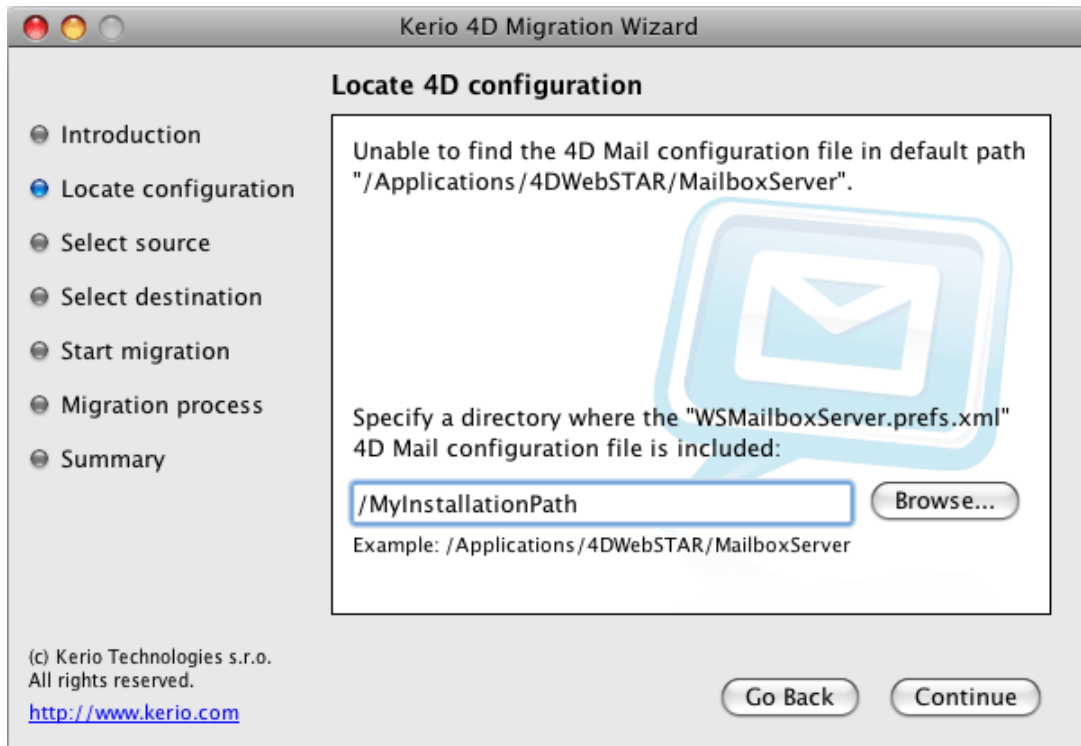 Kerio 4D Migration Wizard
Locate 4D configuration
Introduction
Locate configuration
Select source
Select destination
Start migration
Migration process
Summary
Unable to find the 4D Mail configuration file in default path
"/Applications/4DWebSTAR/MailboxServer".
Specify a directory where the "WSMailboxServer.prefs.xml"
4D Mail configuration file is included:
/MyInstallationPath
Browse...
Example: /Applications/4DWebSTAR/MailboxServer
(c) Kerio Technologies s.r.o.
All rights reserved.
http://www.kerio.com
Go Back
Continue